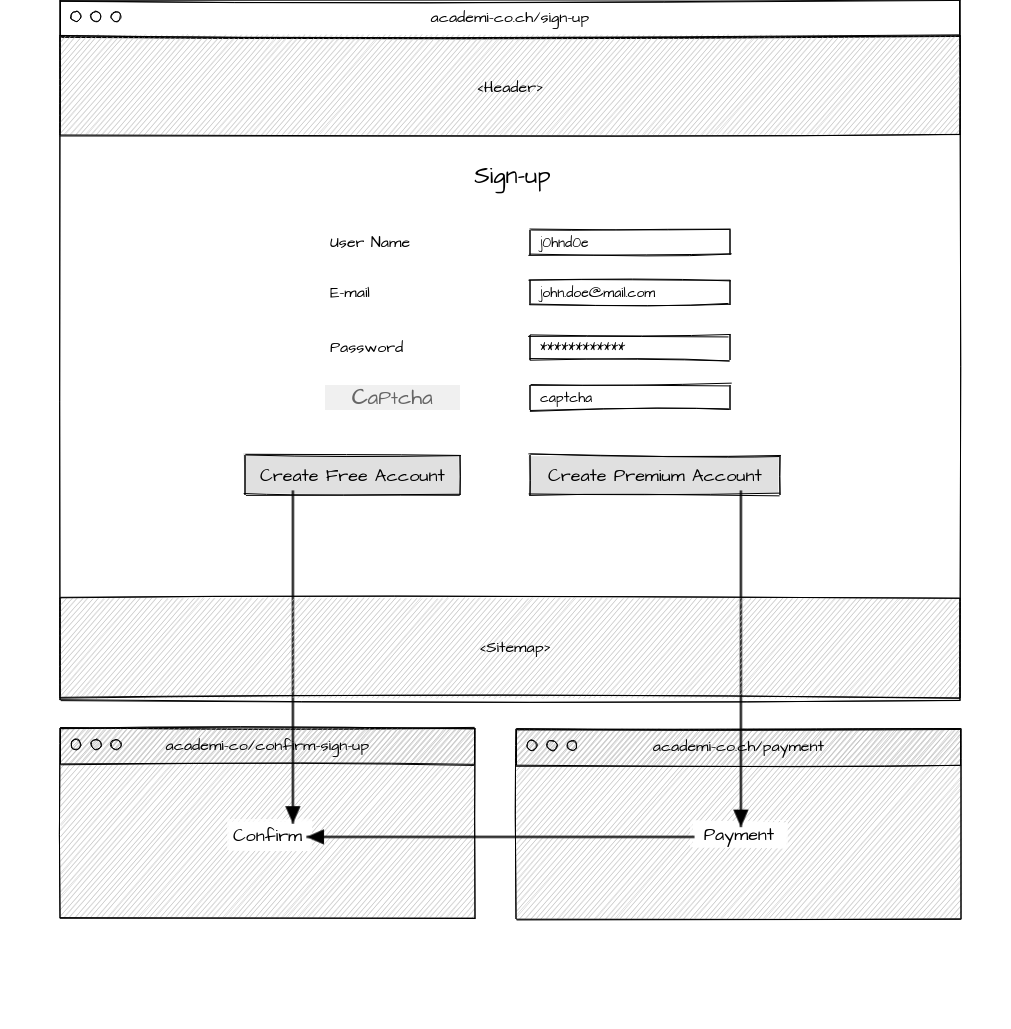 academi-co.ch/sign-up
<Header>
Sign-up
User Name
j0hnd0e
E-mail
john.doe@mail.com
Password
************
CaPtcha
captcha
Create Free Account
Create Premium Account
<Sitemap>
academi-co/confirm-sign-up
academi-co.ch/payment
Confirm
Payment